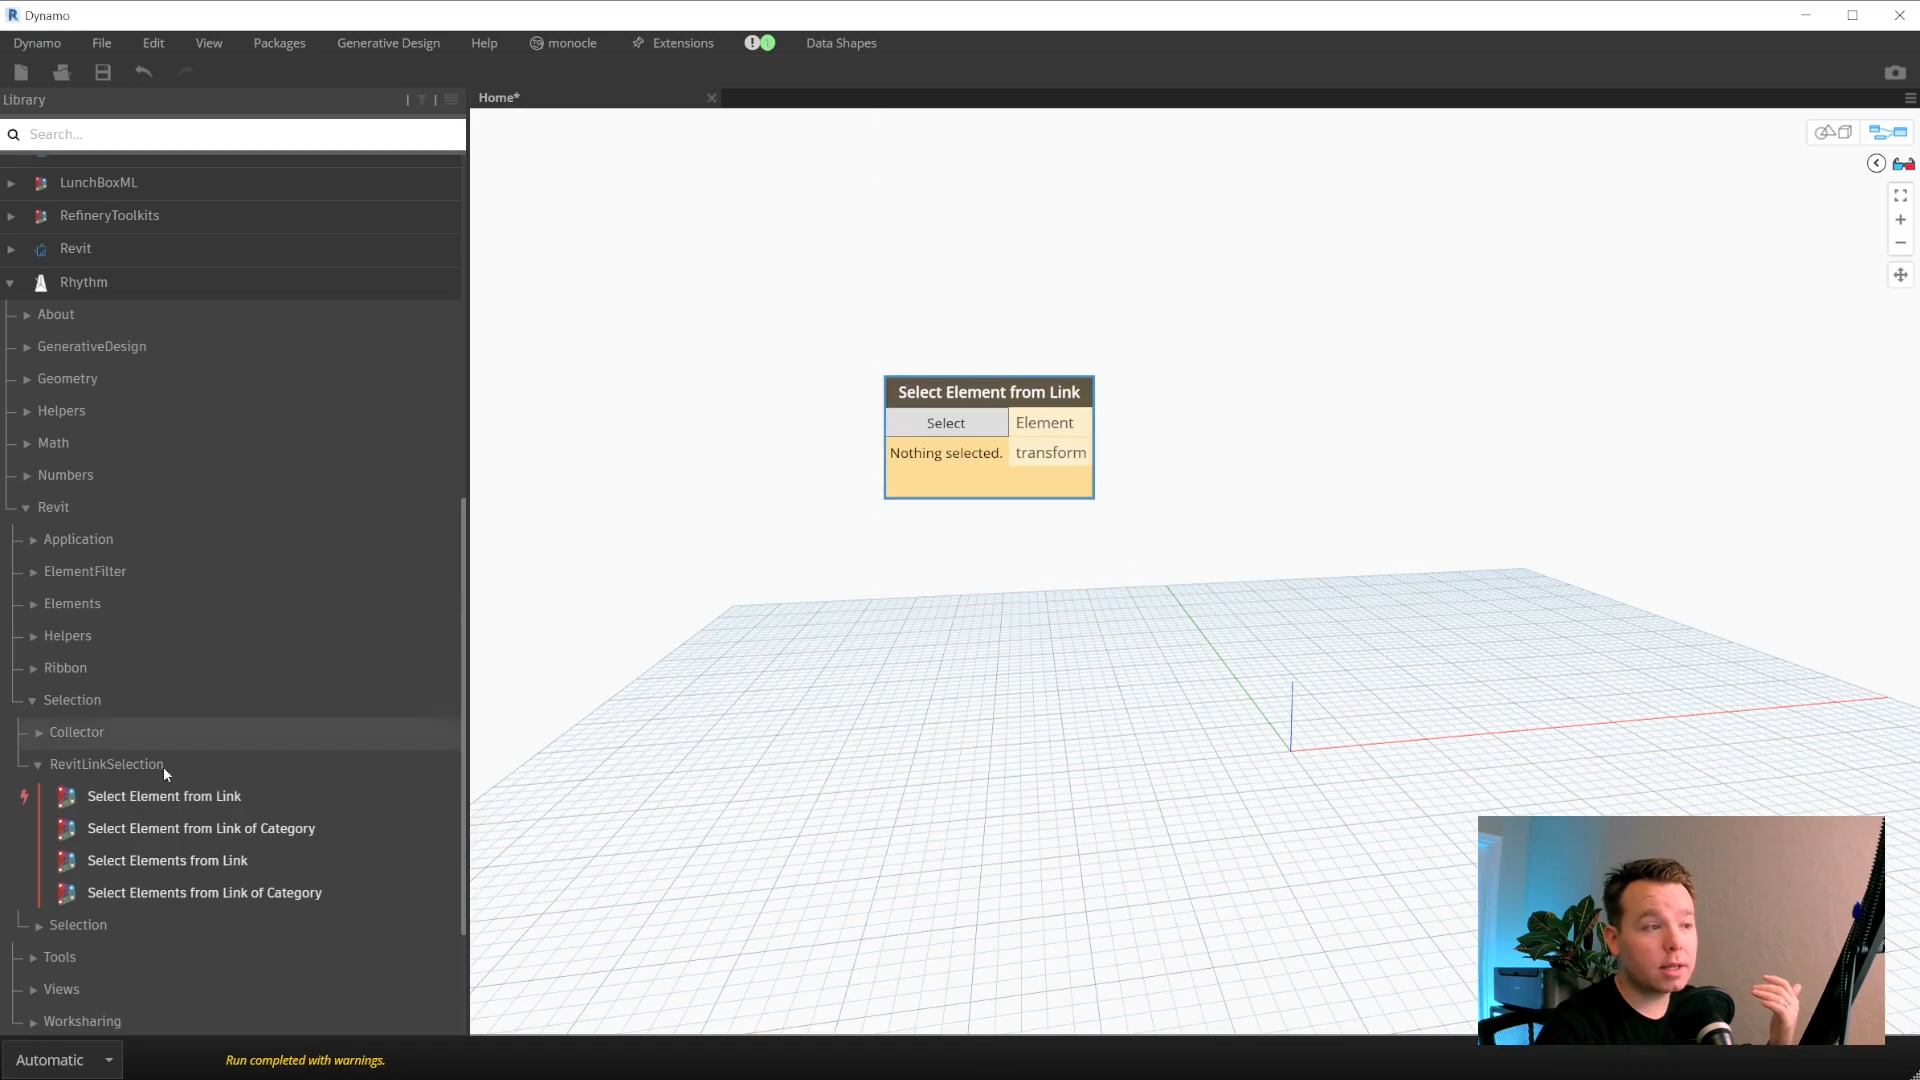 Dynamo
Dynamo File Edit View Packages Generative Design Help monocle Extensions ! 1 Data Shapes
Library
Home*
Search...
LunchBoxML
RefineryToolkits
Revit
Rhythm
About
GenerativeDesign
Geometry
Helpers
Math
Numbers
Revit
Application
ElementFilter
Elements
Helpers
Ribbon
Selection
Collector
RevitLinkSelection
Select Element from Link
Select Element from Link of Category
Select Elements from Link
Select Elements from Link of Category
Selection
Tools
Views
Worksharing
Select Element from Link
Select Element
Nothing selected. transform
Automatic
Run completed with warnings.